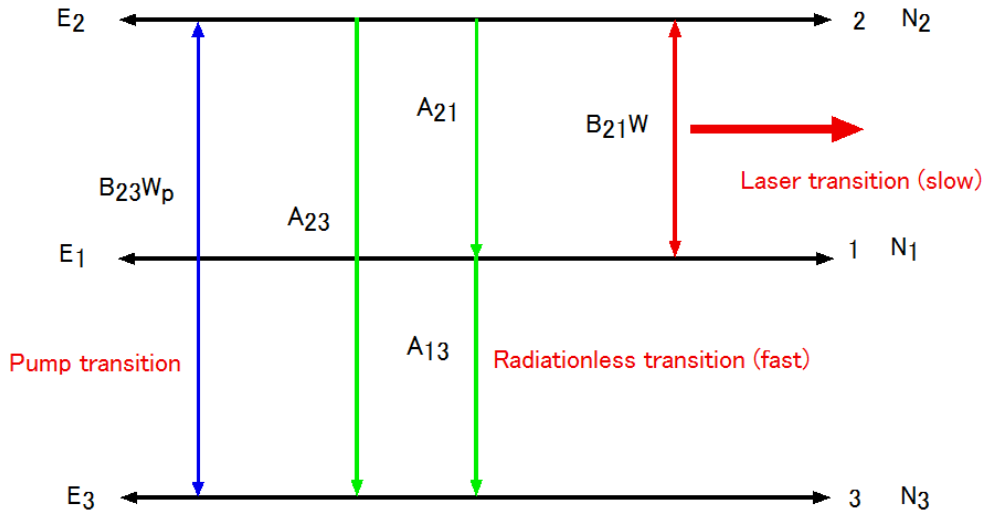 E2 2 N2
A21
B21W
Laser transition (slow)
B23Wp
A23
E1 1 N1
A13
Pump transition
Radiationless transition (fast)
E3 3 N3